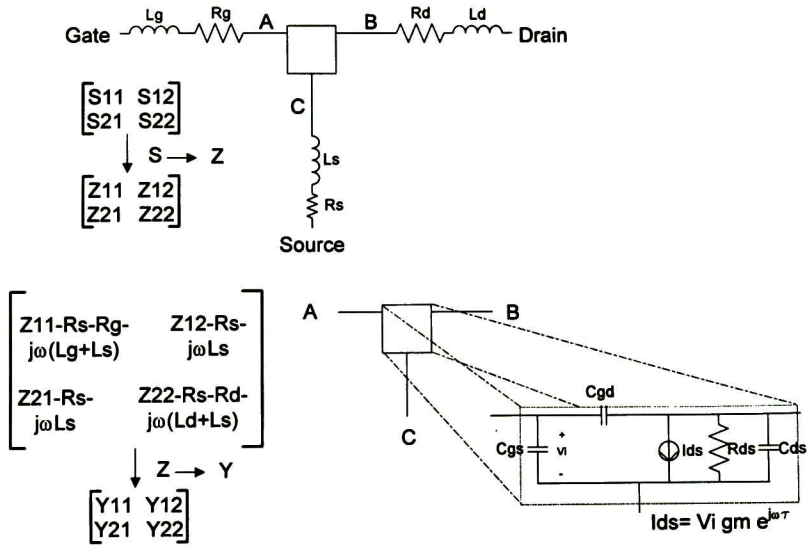 Lg Rg A B Rd Ld
Gate Drain
C
S11 S12
S21 S22
S Z
Ls
Z11 Z12
Z21 Z22
Rs
Source
Z11-Rs-Rg- Z12-Rs-
jω(Lg+Ls) jωLs
Z21-Rs- Z22-Rs-Rd-
jωLs jω(Ld+Ls)
Z Y
Y11 Y12
Y21 Y22
A B
C
Cgd
Cgs + Vi - Ids Rds Cds
Ids= Vi gm e^jωτ